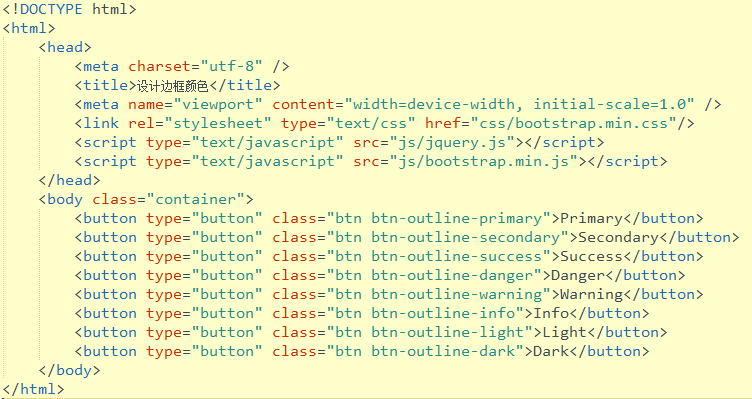 <!DOCTYPE html>
<html>
    <head>
        <meta charset="utf-8" />
        <title>设计边框颜色</title>
        <meta name="viewport" content="width=device-width, initial-scale=1.0" />
        <link rel="stylesheet" type="text/css" href="css/bootstrap.min.css"/>
        <script type="text/javascript" src="js/jquery.js"></script>
        <script type="text/javascript" src="js/bootstrap.min.js"></script>
    </head>
    <body class="container">
        <button type="button" class="btn btn-outline-primary">Primary</button>
        <button type="button" class="btn btn-outline-secondary">Secondary</button>
        <button type="button" class="btn btn-outline-success">Success</button>
        <button type="button" class="btn btn-outline-danger">Danger</button>
        <button type="button" class="btn btn-outline-warning">Warning</button>
        <button type="button" class="btn btn-outline-info">Info</button>
        <button type="button" class="btn btn-outline-light">Light</button>
        <button type="button" class="btn btn-outline-dark">Dark</button>
    </body>
</html>